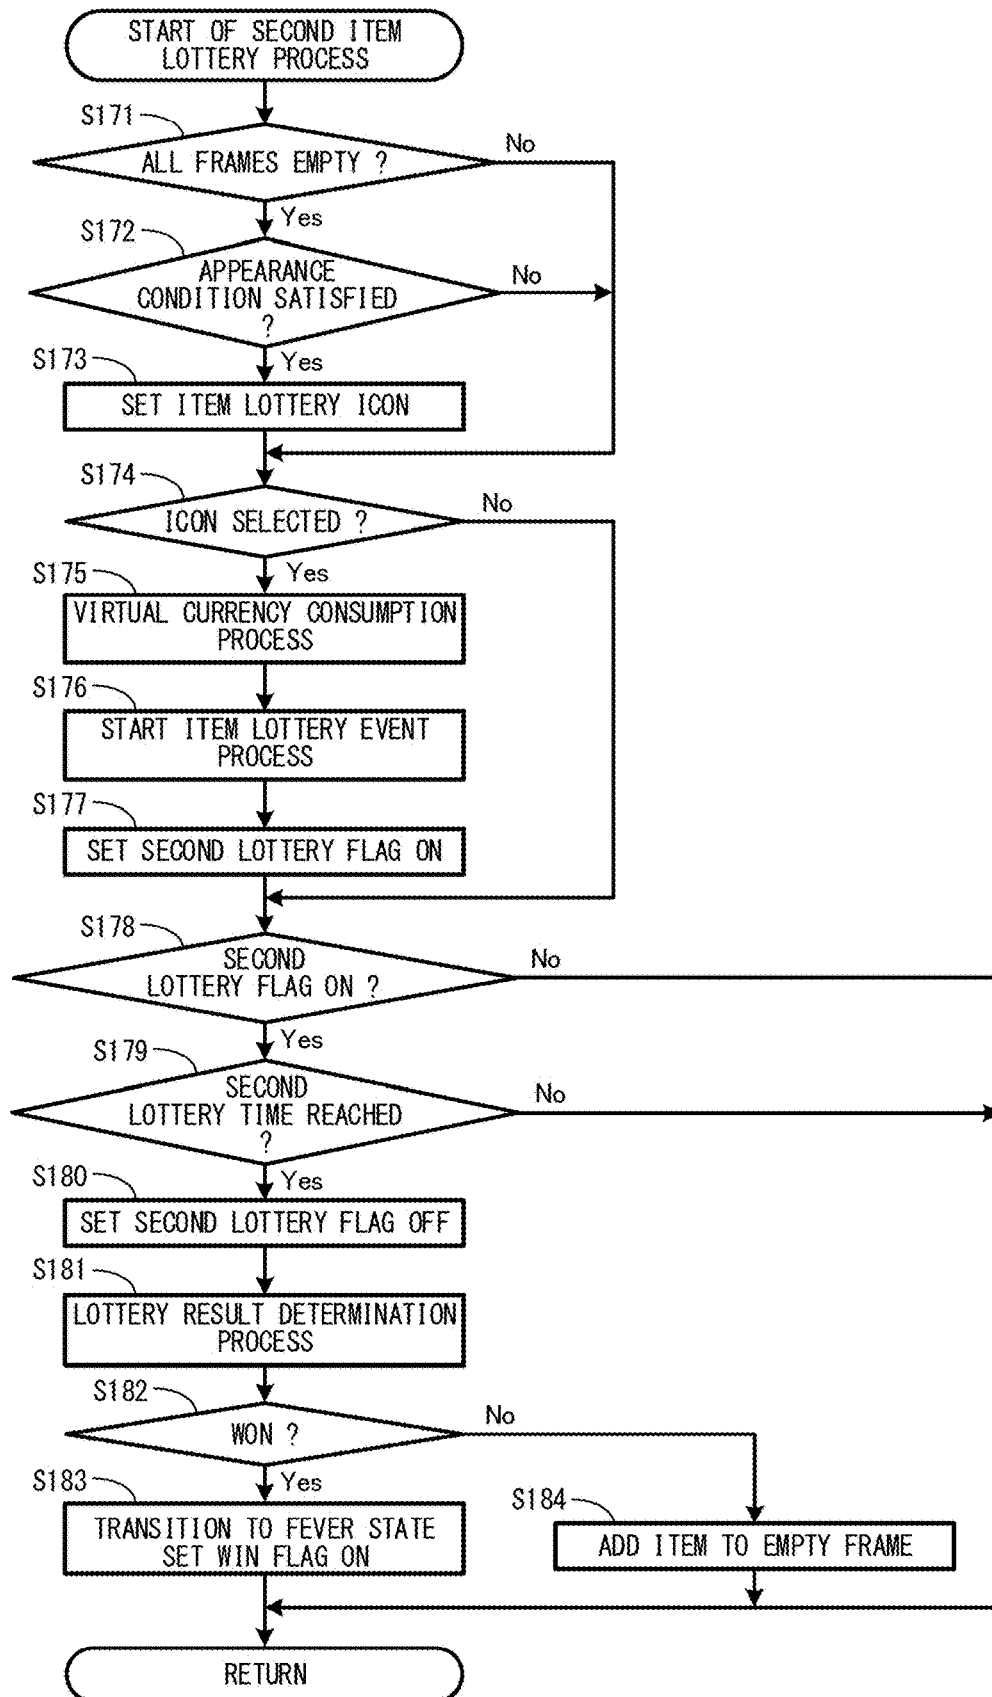 START OF SECOND ITEM
LOTTERY PROCESS
S171
ALL FRAMES EMPTY ?
No
Yes
S172
APPEARANCE
CONDITION SATISFIED
?
No
Yes
S173
SET ITEM LOTTERY ICON
S174
ICON SELECTED ?
No
Yes
S175
VIRTUAL CURRENCY CONSUMPTION
PROCESS
S176
START ITEM LOTTERY EVENT
PROCESS
S177
SET SECOND LOTTERY FLAG ON
S178
SECOND
LOTTERY FLAG ON ?
No
Yes
S179
SECOND
LOTTERY TIME REACHED
?
No
Yes
S180
SET SECOND LOTTERY FLAG OFF
S181
LOTTERY RESULT DETERMINATION
PROCESS
S182
WON ?
No
Yes
S183
TRANSITION TO FEVER STATE
SET WIN FLAG ON
S184
ADD ITEM TO EMPTY FRAME
RETURN